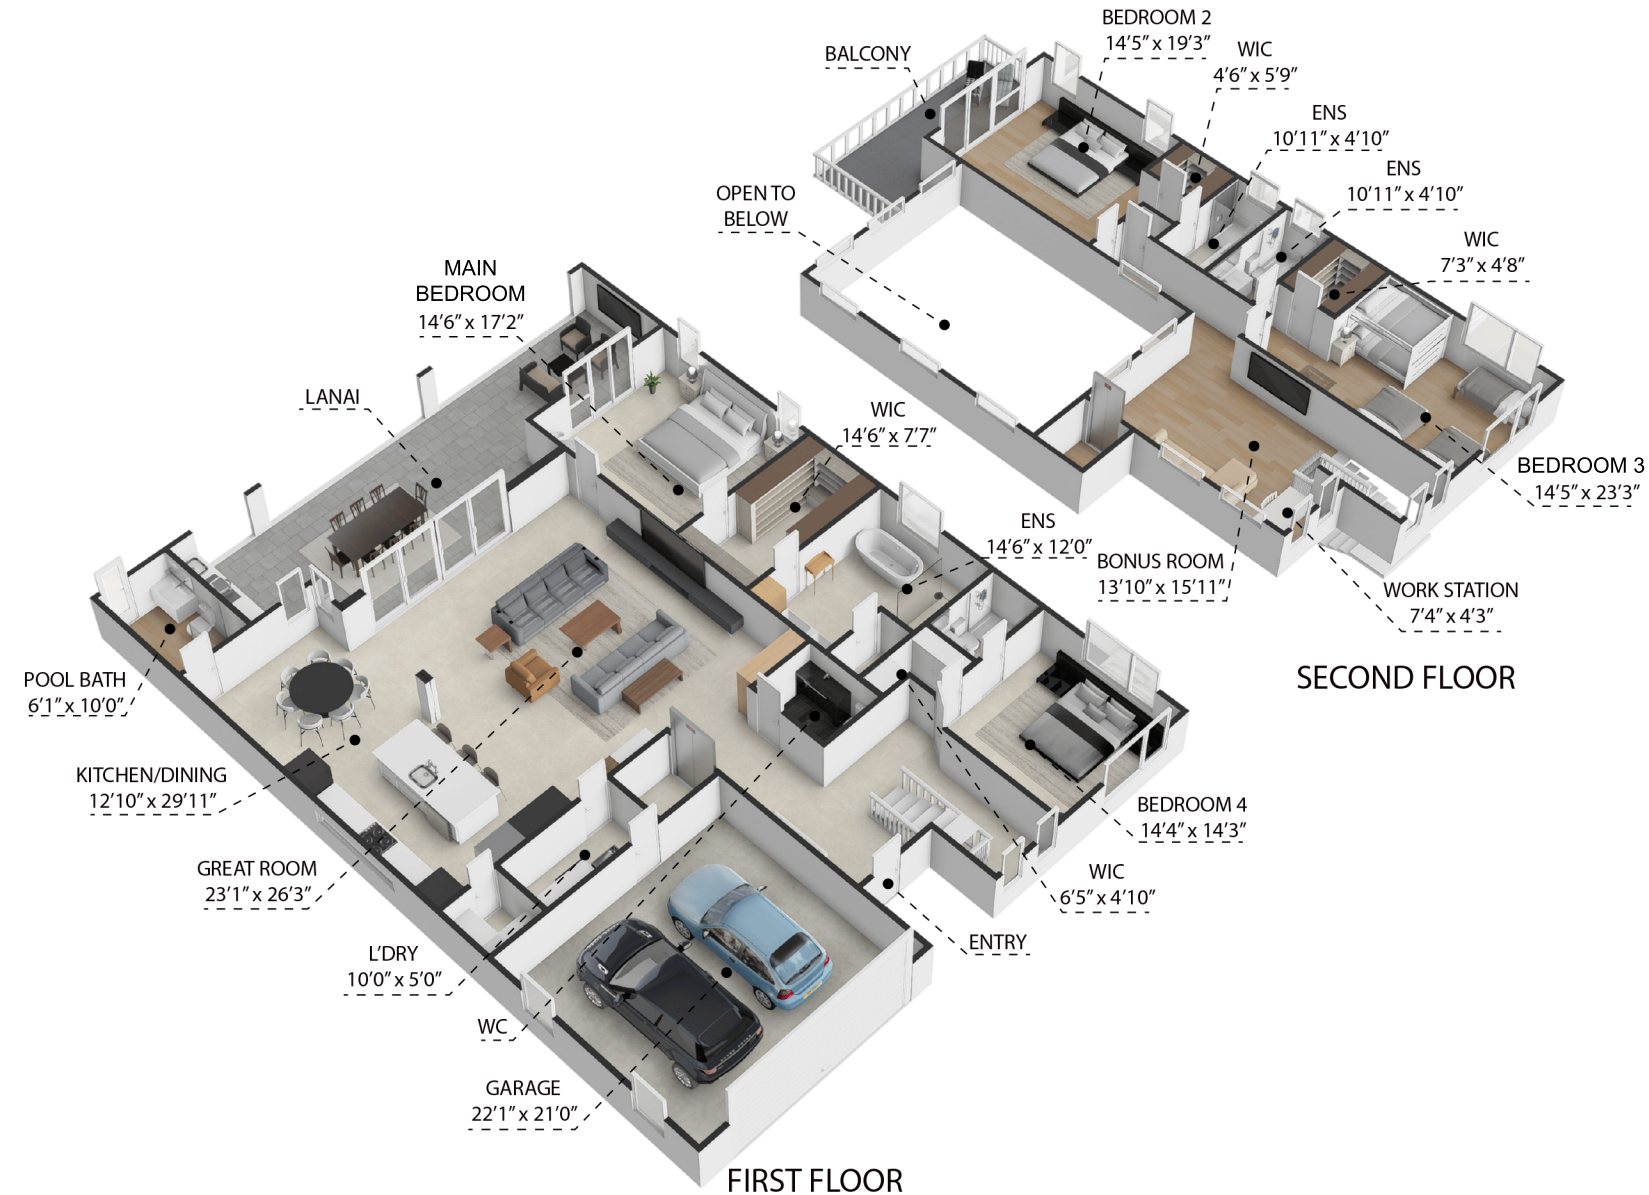 BEDROOM 2
14’5” x 19’3”
BALCONY
WIC
4’6” x 5’9”
ENS
10’11” x 4’10”
ENS
10’11” x 4’10”
OPEN TO
BELOW
WIC
7’3” x 4’8”
MAIN
BEDROOM
14’6” x 17’2”
LANAI
WIC
14’6” x 7’7”
BEDROOM 3
14’5” x 23’3”
ENS
14’6” x 12’0”
BONUS ROOM
13’10” x 15’11”
WORK STATION
7’4” x 4’3”
SECOND FLOOR
POOL BATH
6’1” x 10’0”
KITCHEN/DINING
12’10” x 29’11”
BEDROOM 4
14’4” x 14’3”
GREAT ROOM
23’1” x 26’3”
WIC
6’5” x 4’10”
ENTRY
L’DRY
10’0” x 5’0”
WC
GARAGE
22’1” x 21’0”
FIRST FLOOR